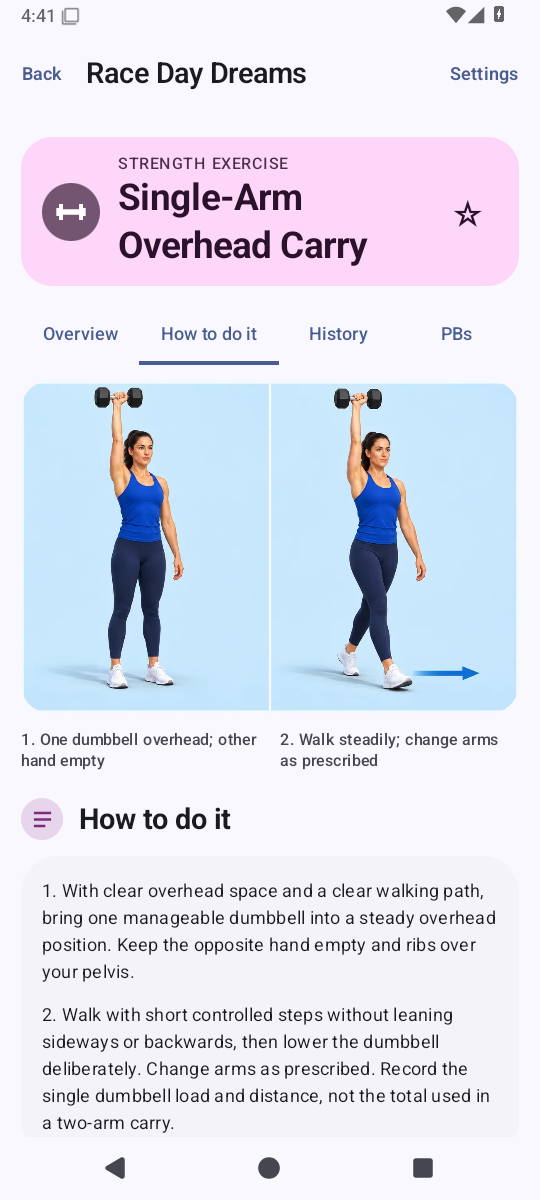 4:41
Back
Race Day Dreams
Settings
STRENGTH EXERCISE
Single-Arm
Overhead Carry
Overview
How to do it
History
PBs
1. One dumbbell overhead; other
hand empty
2. Walk steadily; change arms
as prescribed
How to do it
1. With clear overhead space and a clear walking path,
bring one manageable dumbbell into a steady overhead
position. Keep the opposite hand empty and ribs over
your pelvis.
2. Walk with short controlled steps without leaning
sideways or backwards, then lower the dumbbell
deliberately. Change arms as prescribed. Record the
single dumbbell load and distance, not the total used in
a two-arm carry.